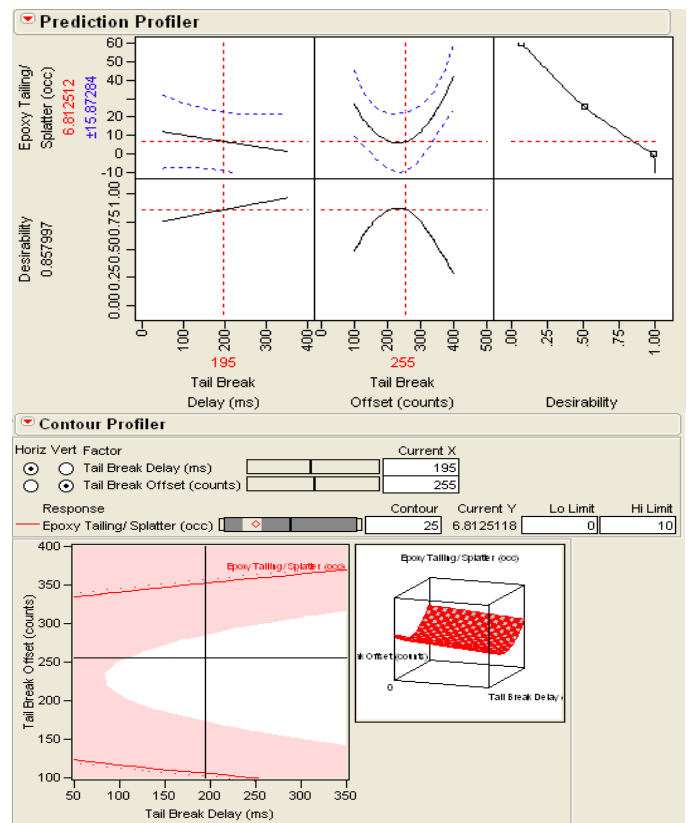 Prediction Profiler
Epoxy Tailing/
Splatter (occ)
6.812512
±15.87284
60
50
40
20
10
0
-10
Desirability
0.857997
0.00 0.25 0.50 0.75 1.00
0 100 200 300 400
195
Tail Break
Delay (ms)
0 100 200 300 400 500
255
Tail Break
Offset (counts)
.00 .25 .50 .75 1.00
Desirability
Contour Profiler
Horiz Vert Factor Current X
Tail Break Delay (ms) 195
Tail Break Offset (counts) 255
Response Contour Current Y Lo Limit Hi Limit
Epoxy Tailing/ Splatter (occ) 25 6.8125118 0 10
Tail Break Offset (counts)
400
350
300
250
200
150
100
Epoxy Tailing/Splatter (occ
50 100 150 200 250 300 350
Tail Break Delay (ms)
Epoxy Tailing/Splatter (occ)
ak Offset (counts)
0
Tail Break Delay (